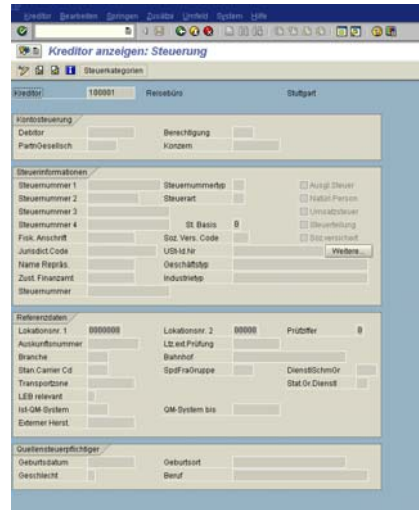 Kreditor Bearbeiten Springen Zusätze Umfeld System Hilfe
Kreditor anzeigen: Steuerung
Steuerkategorien
Kreditor 100001 Reisebüro Stuttgart
Kontosteuerung
Debitor Berechtigung
PartnGesellsch Konzern
Steuerinformationen
Steuernummer 1 Steuernummertyp Ausgl.Steuer
Steuernummer 2 Steuerart Natürl.Person
Steuernummer 3 Umsatzsteuer
Steuernummer 4 St. Basis 0 Steuerteilung
Fisk. Anschrift Soz. Vers. Code Soz.versichert
Jurisdict.Code USt-Id.Nr Weitere...
Name Repräs. Geschäftstyp
Zust. Finanzamt Industrietyp
Steuernummer
Referenzdaten
Lokationsnr. 1 0000000 Lokationsnr. 2 00000 Prüfziffer 0
Auskunftsnummer Ltz.ext.Prüfung
Branche Bahnhof
Stan.Carrier Cd SpdFraGruppe DienstlSchmGr
Transportzone Stat.Gr.Dienstl
LEB relevant
Ist-QM-System QM-System bis
Externer Herst.
Quellensteuerpflichtiger
Geburtsdatum Geburtsort
Geschlecht Beruf